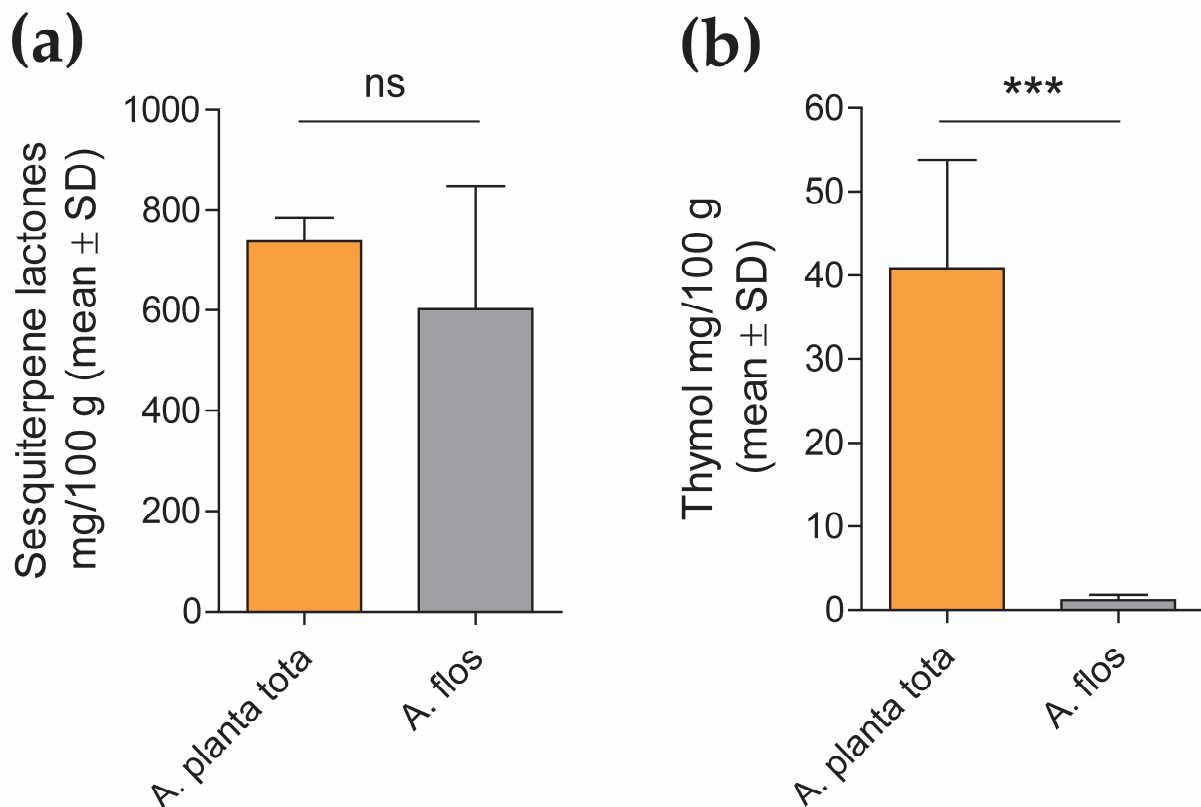 (a)
ns
Sesquiterpene lactones
mg/100 g (mean ± SD)
1000
800
600
400
200
0
A. planta tota
A. flos
(b)
***
Thymol mg/100 g
(mean ± SD)
60
50
40
30
20
10
0
A. planta tota
A. flos